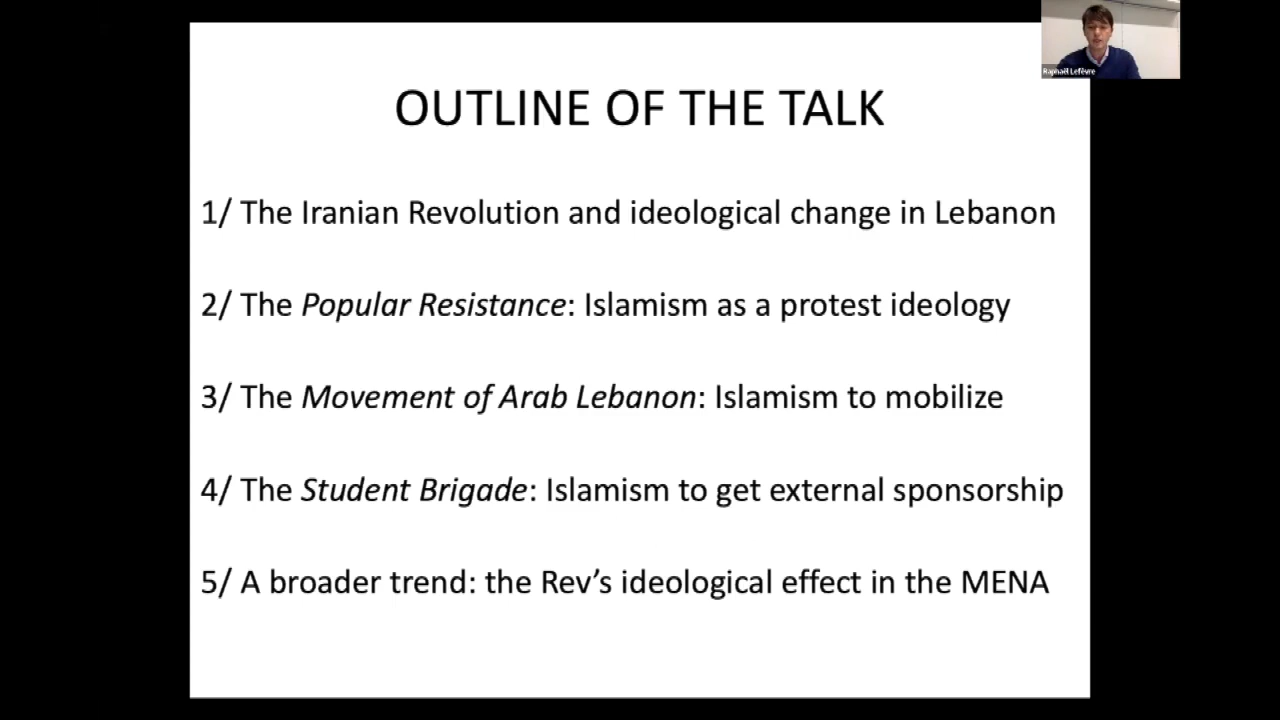 Raphaël Lefèvre
OUTLINE OF THE TALK
1/ The Iranian Revolution and ideological change in Lebanon
2/ The Popular Resistance: Islamism as a protest ideology
3/ The Movement of Arab Lebanon: Islamism to mobilize
4/ The Student Brigade: Islamism to get external sponsorship
5/ A broader trend: the Rev’s ideological effect in the MENA